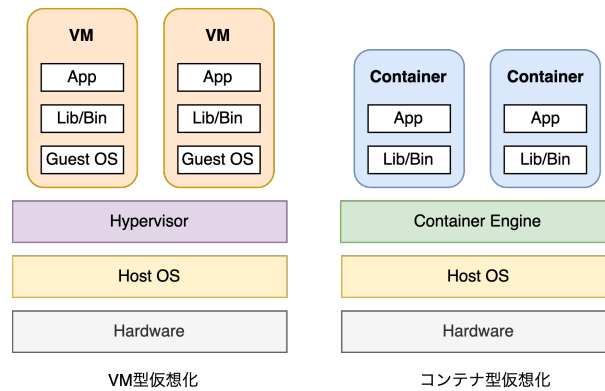 VM
App
Lib/Bin
Guest OS
VM
App
Lib/Bin
Guest OS
Hypervisor
Host OS
Hardware
VM型仮想化
Container
App
Lib/Bin
Container
App
Lib/Bin
Container Engine
Host OS
Hardware
コンテナ型仮想化